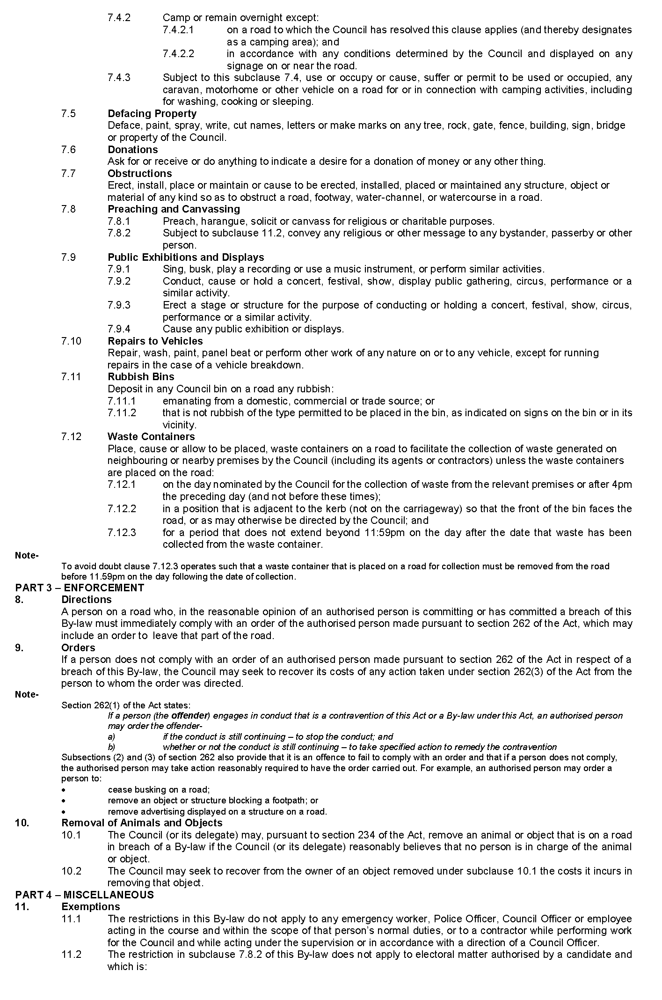 7.4.2 Camp or remain overnight except:
7.4.2.1 on a road to which the Council has resolved this clause applies (and thereby designates
as a camping area); and
7.4.2.2 in accordance with any conditions determined by the Council and displayed on any
signage on or near the road.
7.4.3 Subject to this subclause 7.4, use or occupy or cause, suffer or permit to be used or occupied, any
caravan, motorhome or other vehicle on a road for or in connection with camping activities, including
for washing, cooking or sleeping.
7.5 Defacing Property
Deface, paint, spray, write, cut names, letters or make marks on any tree, rock, gate, fence, building, sign, bridge
or property of the Council.
7.6 Donations
Ask for or receive or do anything to indicate a desire for a donation of money or any other thing.
7.7 Obstructions
Erect, install, place or maintain or cause to be erected, installed, placed or maintained any structure, object or
material of any kind so as to obstruct a road, footway, water-channel, or watercourse in a road.
7.8 Preaching and Canvassing
7.8.1 Preach, harangue, solicit or canvass for religious or charitable purposes.
7.8.2 Subject to subclause 11.2, convey any religious or other message to any bystander, passerby or other
person.
7.9 Public Exhibitions and Displays
7.9.1 Sing, busk, play a recording or use a music instrument, or perform similar activities.
7.9.2 Conduct, cause or hold a concert, festival, show, display public gathering, circus, performance or a
similar activity.
7.9.3 Erect a stage or structure for the purpose of conducting or holding a concert, festival, show, circus,
performance or a similar activity.
7.9.4 Cause any public exhibition or displays.
7.10 Repairs to Vehicles
Repair, wash, paint, panel beat or perform other work of any nature on or to any vehicle, except for running
repairs in the case of a vehicle breakdown.
7.11 Rubbish Bins
Deposit in any Council bin on a road any rubbish:
7.11.1 emanating from a domestic, commercial or trade source; or
7.11.2 that is not rubbish of the type permitted to be placed in the bin, as indicated on signs on the bin or in its
vicinity.
7.12 Waste Containers
Place, cause or allow to be placed, waste containers on a road to facilitate the collection of waste generated on
neighbouring or nearby premises by the Council (including its agents or contractors) unless the waste containers
are placed on the road:
7.12.1 on the day nominated by the Council for the collection of waste from the relevant premises or after 4pm
the preceding day (and not before these times);
7.12.2 in a position that is adjacent to the kerb (not on the carriageway) so that the front of the bin faces the
road, or as may otherwise be directed by the Council; and
7.12.3 for a period that does not extend beyond 11:59pm on the day after the date that waste has been
collected from the waste container.
Note-
To avoid doubt clause 7.12.3 operates such that a waste container that is placed on a road for collection must be removed from the road
before 11.59pm on the day following the date of collection.
PART 3 – ENFORCEMENT
8. Directions
A person on a road who, in the reasonable opinion of an authorised person is committing or has committed a breach of this
By-law must immediately comply with an order of the authorised person made pursuant to section 262 of the Act, which may
include an order to leave that part of the road.
9. Orders
If a person does not comply with an order of an authorised person made pursuant to section 262 of the Act in respect of a
breach of this By-law, the Council may seek to recover its costs of any action taken under section 262(3) of the Act from the
person to whom the order was directed.
Note-
Section 262(1) of the Act states:
If a person (the offender) engages in conduct that is a contravention of this Act or a By-law under this Act, an authorised person
may order the offender-
a) if the conduct is still continuing – to stop the conduct; and
b) whether or not the conduct is still continuing – to take specified action to remedy the contravention
Subsections (2) and (3) of section 262 also provide that it is an offence to fail to comply with an order and that if a person does not comply,
the authorised person may take action reasonably required to have the order carried out. For example, an authorised person may order a
person to:
• cease busking on a road;
• remove an object or structure blocking a footpath; or
• remove advertising displayed on a structure on a road.
10. Removal of Animals and Objects
10.1 The Council (or its delegate) may, pursuant to section 234 of the Act, remove an animal or object that is on a road
in breach of a By-law if the Council (or its delegate) reasonably believes that no person is in charge of the animal
or object.
10.2 The Council may seek to recover from the owner of an object removed under subclause 10.1 the costs it incurs in
removing that object.
PART 4 – MISCELLANEOUS
11. Exemptions
11.1 The restrictions in this By-law do not apply to any emergency worker, Police Officer, Council Officer or employee
acting in the course and within the scope of that person’s normal duties, or to a contractor while performing work
for the Council and while acting under the supervision or in accordance with a direction of a Council Officer.
11.2 The restriction in subclause 7.8.2 of this By-law does not apply to electoral matter authorised by a candidate and
which is: